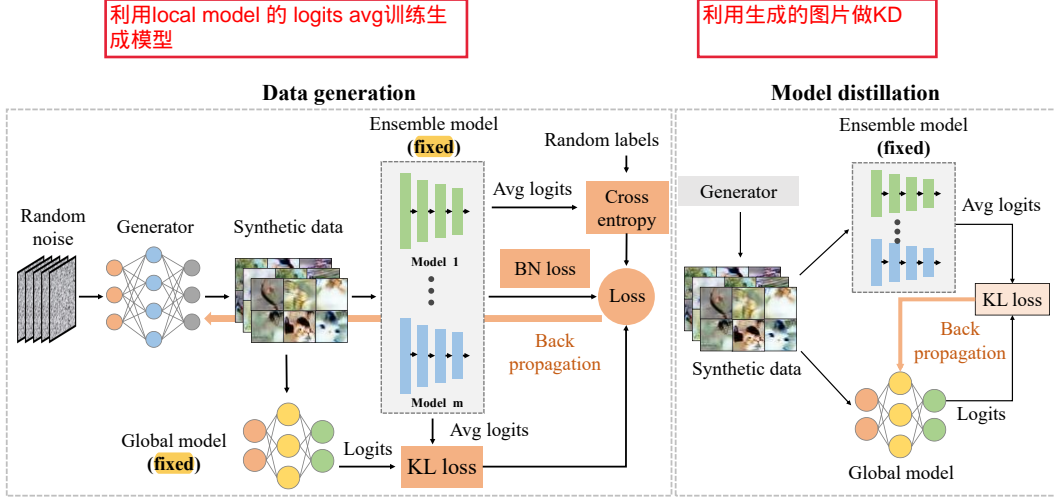 利用local model 的 logits avg训练生
成模型
利用生成的图片做KD
Data generation
Ensemble model
(fixed)
Random labels
Avg logits
Cross
entropy
Random
noise
Generator
Synthetic data
Model 1
BN loss
Loss
Back
propagation
Model m
Avg logits
Global model
(fixed)
Logits
KL loss
Model distillation
Ensemble model
(fixed)
Generator
Avg logits
KL loss
Back
propagation
Synthetic data
Logits
Global model